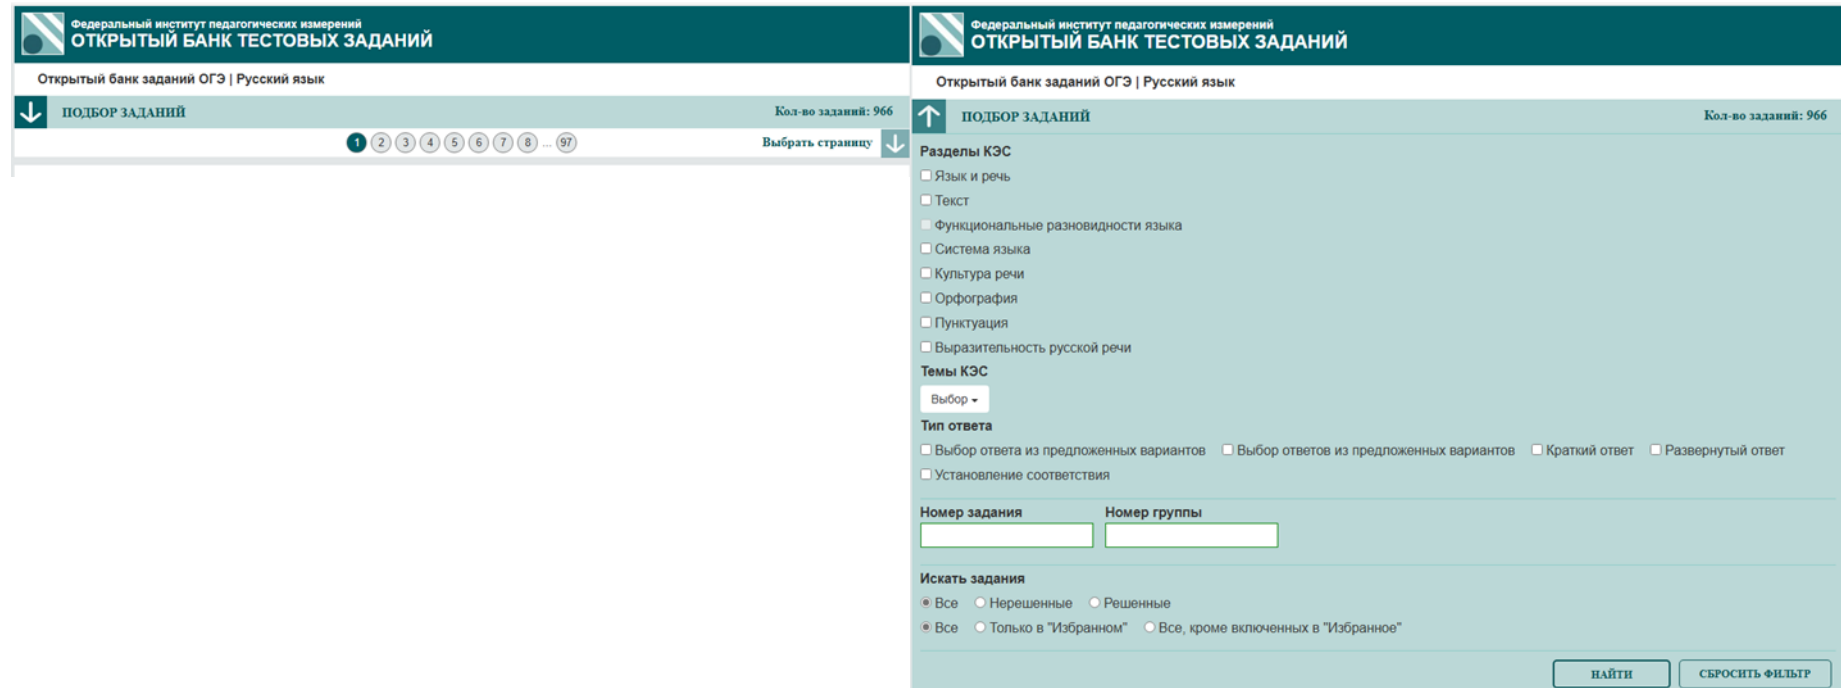 Федеральный институт педагогических измерений
ОТКРЫТЫЙ БАНК ТЕСТОВЫХ ЗАДАНИЙ
Открытый банк заданий ОГЭ | Русский язык
ПОДБОР ЗАДАНИЙ
Кол-во заданий: 966
1 2 3 4 5 6 7 8 ... 97
Выбрать страницу
Федеральный институт педагогических измерений
ОТКРЫТЫЙ БАНК ТЕСТОВЫХ ЗАДАНИЙ
Открытый банк заданий ОГЭ | Русский язык
ПОДБОР ЗАДАНИЙ
Кол-во заданий: 966
Разделы КЭС
Язык и речь
Текст
Функциональные разновидности языка
Система языка
Культура речи
Орфография
Пунктуация
Выразительность русской речи
Темы КЭС
Выбор
Тип ответа
Выбор ответа из предложенных вариантов Выбор ответов из предложенных вариантов Краткий ответ Развернутый ответ
Установление соответствия
Номер задания Номер группы
Искать задания
Все Нерешенные Решенные
Все Только в "Избранном" Все, кроме включенных в "Избранное"
НАЙТИ СБРОСИТЬ ФИЛЬТР